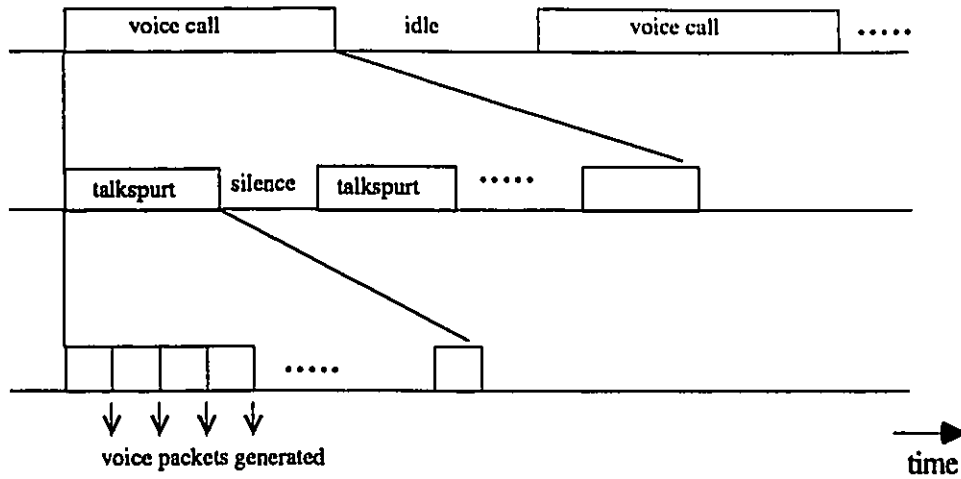 voice call idle voice call .....
talkspurt silence talkspurt .....
.....
voice packets generated
time